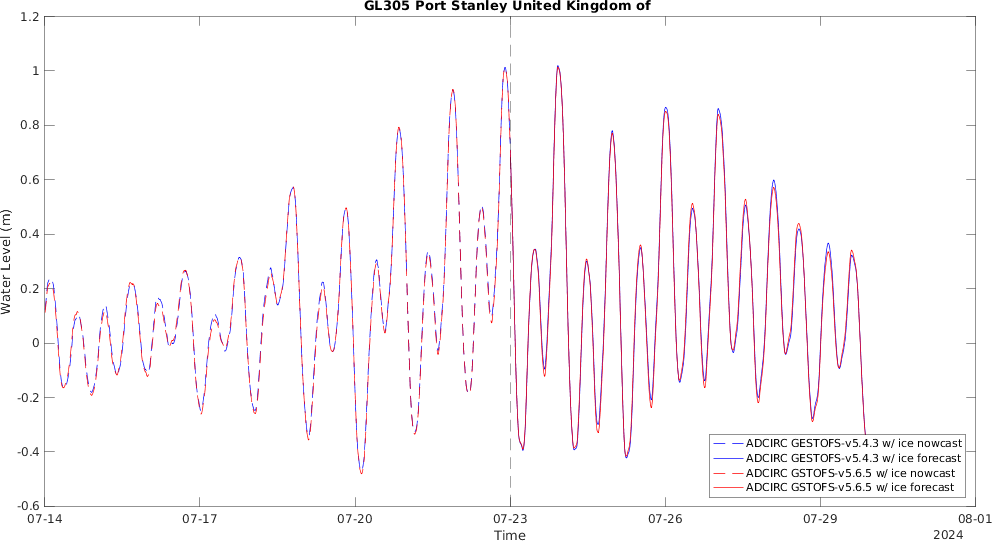 GL305 Port Stanley United Kingdom of
Water Level (m)
1.2
1
0.8
0.6
0.4
0.2
0
-0.2
-0.4
-0.6
ADCIRC GESTOFS-v5.4.3 w/ ice nowcast
ADCIRC GESTOFS-v5.4.3 w/ ice forecast
ADCIRC GSTOFS-v5.6.5 w/ ice nowcast
ADCIRC GSTOFS-v5.6.5 w/ ice forecast
07-14 07-17 07-20 07-23 07-26 07-29 08-01
Time
2024